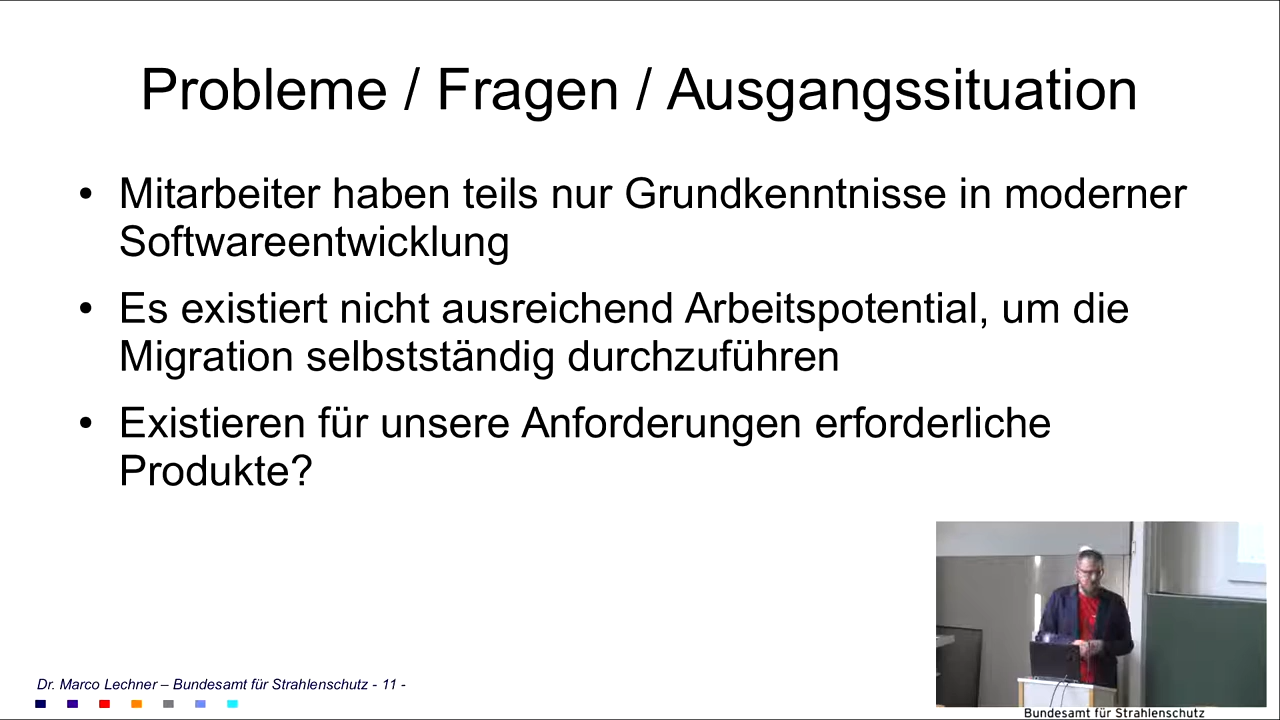 Probleme / Fragen / Ausgangssituation
• Mitarbeiter haben teils nur Grundkenntnisse in moderner
Softwareentwicklung
• Es existiert nicht ausreichend Arbeitspotential, um die
Migration selbstständig durchzuführen
• Existieren für unsere Anforderungen erforderliche
Produkte?
Dr. Marco Lechner – Bundesamt für Strahlenschutz - 11 -
Bundesamt für Strahlenschutz